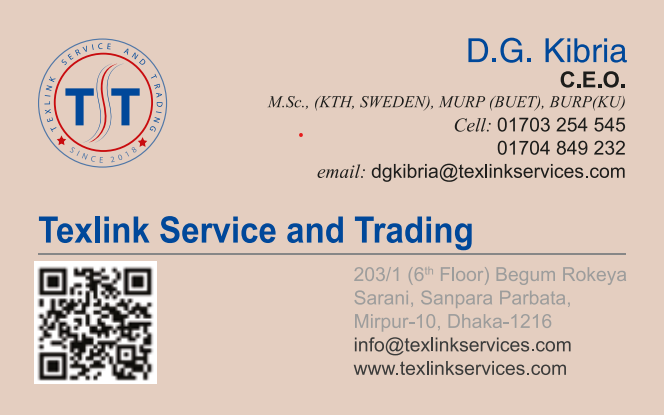 TEXLINK SERVICE AND TRADING
TST
SINCE 2018
D.G. Kibria
C.E.O.
M.Sc., (KTH, SWEDEN), MURP (BUET), BURP(KU)
Cell: 01703 254 545
01704 849 232
email: dgkibria@texlinkservices.com
Texlink Service and Trading
203/1 (6th Floor) Begum Rokeya
Sarani, Sanpara Parbata,
Mirpur-10, Dhaka-1216
info@texlinkservices.com
www.texlinkservices.com